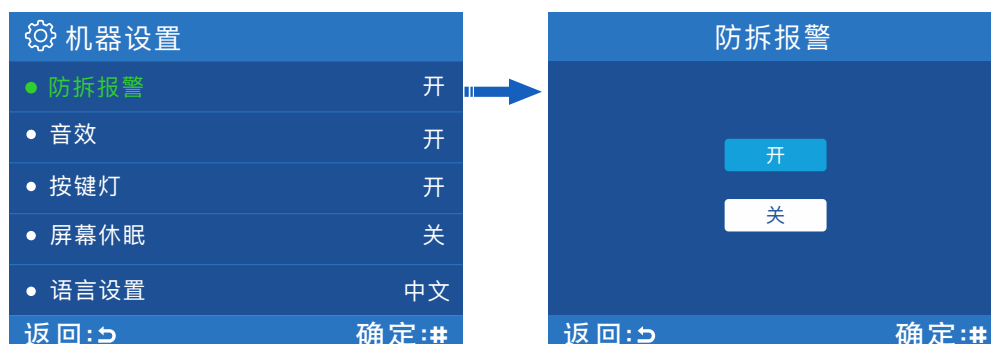 机器设置
防拆报警 开
音效 开
按键灯 开
屏幕休眠 关
语言设置 中文
返回: 确定:#
防拆报警
开
关
返回: 确定:#